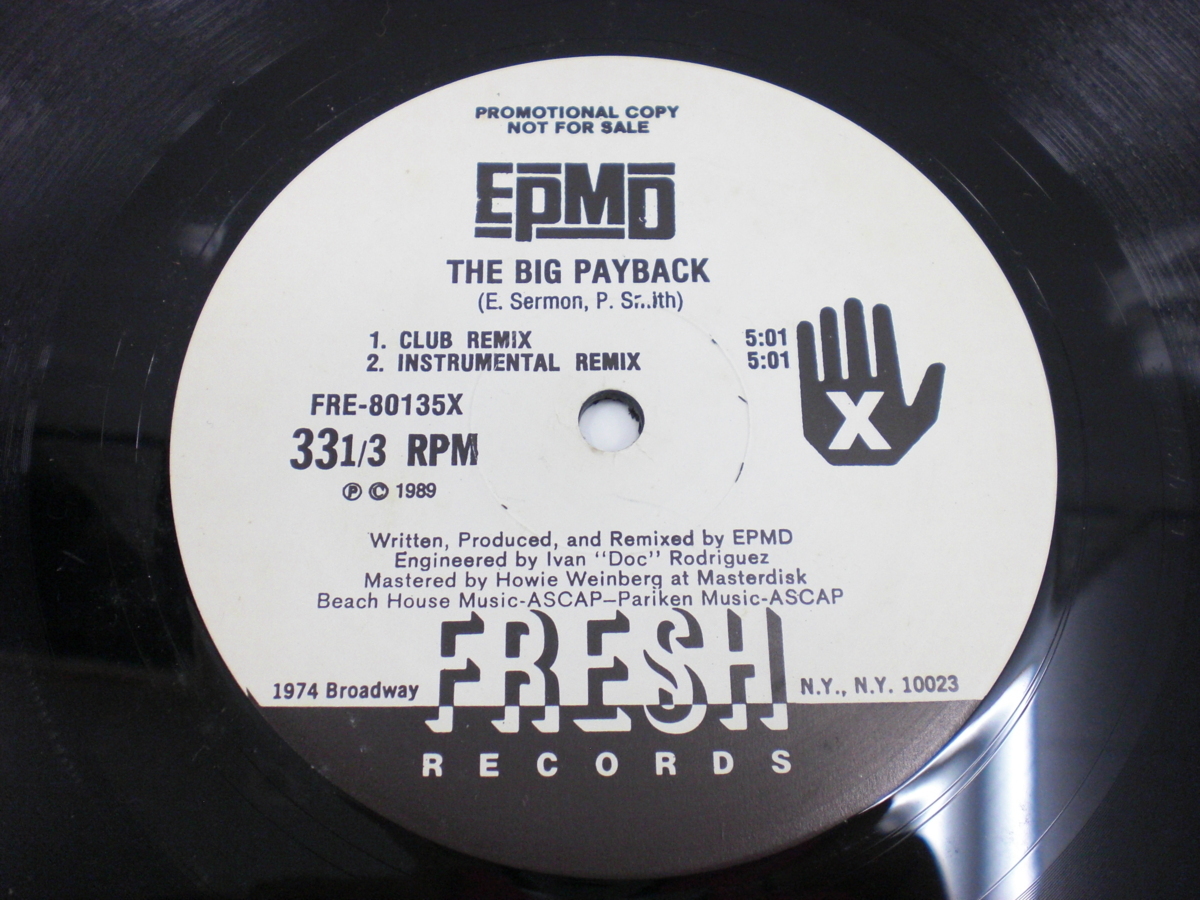 PROMOTIONAL COPY
NOT FOR SALE
EPMD
THE BIG PAYBACK
(E. Sermon, P. Smith)
1. CLUB REMIX 5:01
2. INSTRUMENTAL REMIX 5:01
X
FRE-80135X
33 1/3 RPM
℗ © 1989
Written, Produced, and Remixed by EPMD
Engineered by Ivan "Doc" Rodriguez
Mastered by Howie Weinberg at Masterdisk
Beach House Music-ASCAP—Pariken Music-ASCAP
FRESH
1974 Broadway N.Y., N.Y. 10023
RECORDS